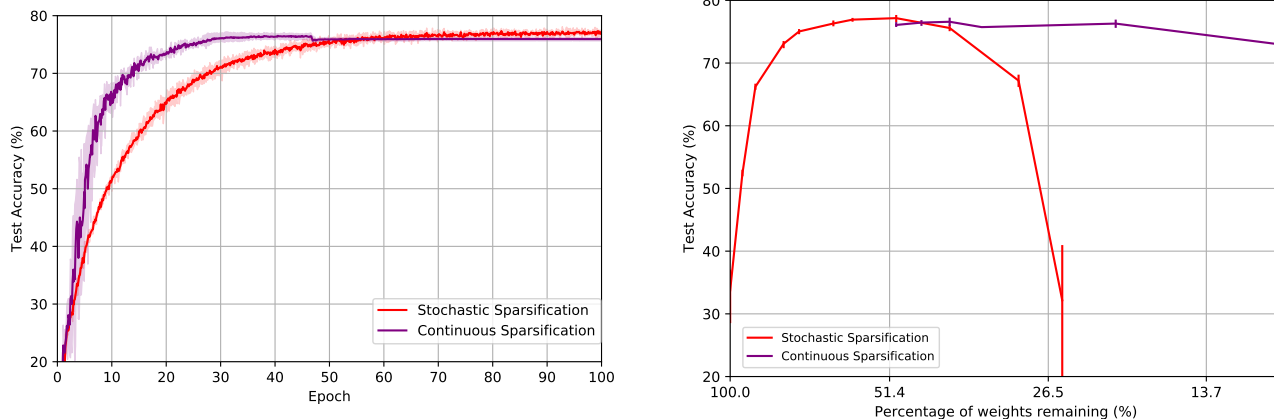 80
70
60
50
40
30
20
Test Accuracy (%)
0 10 20 30 40 50 60 70 80 90 100
Epoch
Stochastic Sparsification
Continuous Sparsification
80
70
60
50
40
30
20
Test Accuracy (%)
100.0 51.4 26.5 13.7
Percentage of weights remaining (%)
Stochastic Sparsification
Continuous Sparsification